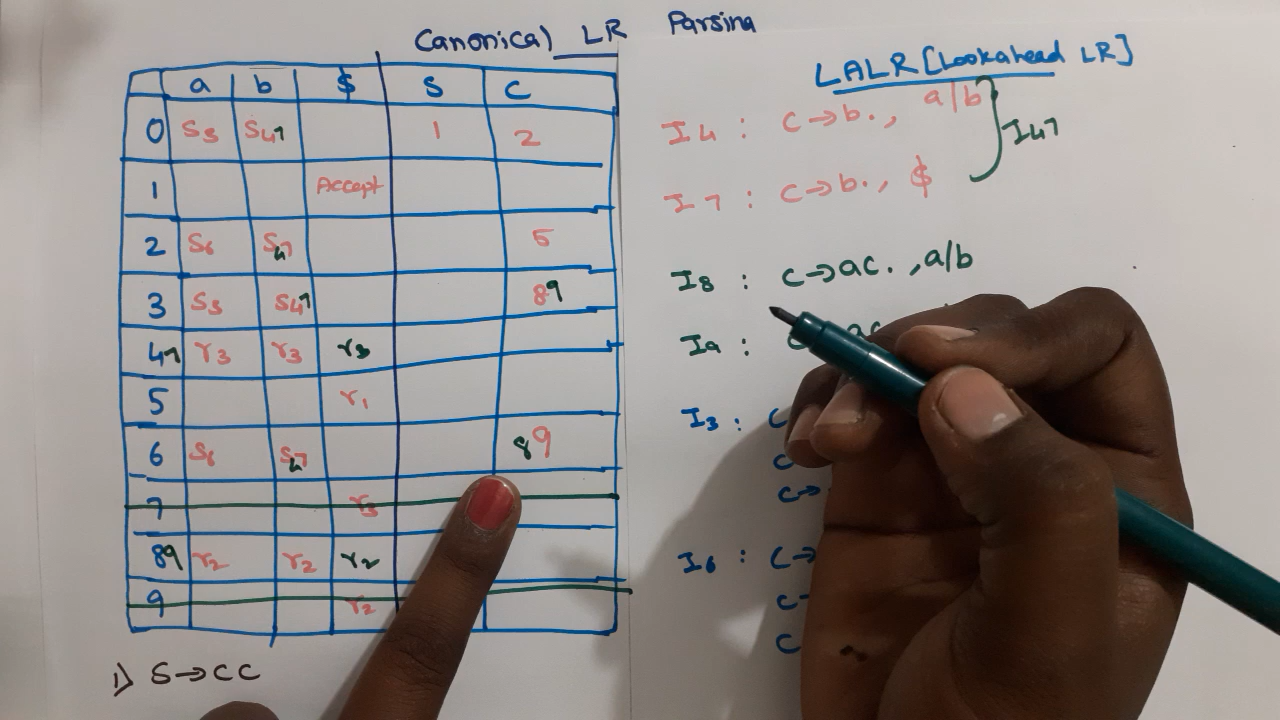 Canonical LR Parsing
a b $ S C
0 S3 S47 1 2
1 Accept
2 S6 S47 5
3 S3 S47 89
47 r3 r3 r3
5 r1
6 S6 S47 89
7 r3
89 r2 r2 r2
9 r2
1) S→CC
LALR [Lookahead LR]
I4 : C→b., a/b
I47
I7 : C→b., $
I8 : C→aC. , a/b
I9 : C aC
I3 : C
C
C→
I6 : C→
C→
C